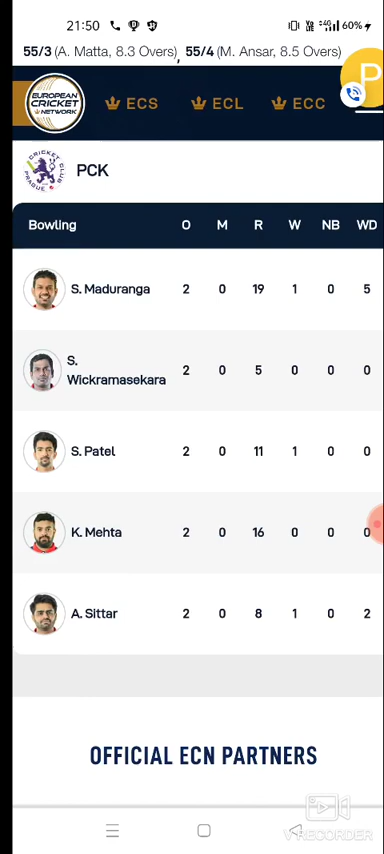 21:50 60%
55/3 (A. Matta, 8.3 Overs), 55/4 (M. Ansar, 8.5 Overs)
EUROPEAN CRICKET NETWORK ECS ECL ECC P
PCK
Bowling O M R W NB WD
S. Maduranga 2 0 19 1 0 5
S.
Wickramasekara 2 0 5 0 0 0
S. Patel 2 0 11 1 0 0
K. Mehta 2 0 16 0 0 0
A. Sittar 2 0 8 1 0 2
OFFICIAL ECN PARTNERS
VRECORDER